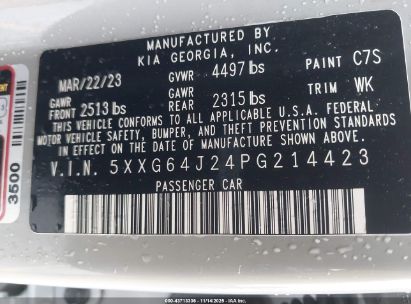 MANUFACTURED BY
KIA GEORGIA, INC.
MAR/22/23 GVWR 4497 lbs PAINT C7S
GAWR FRONT 2513 lbs GAWR REAR 2315 lbs TRIM WK
THIS VEHICLE CONFORMS TO ALL APPLICABLE U.S.A. FEDERAL
MOTOR VEHICLE SAFETY, BUMPER, AND THEFT PREVENTION STANDARDS
IN EFFECT ON THE DATE OF MANUFACTURE SHOWN ABOVE.
V.I.N. 5XXG64J24PG214423
PASSENGER CAR
3500